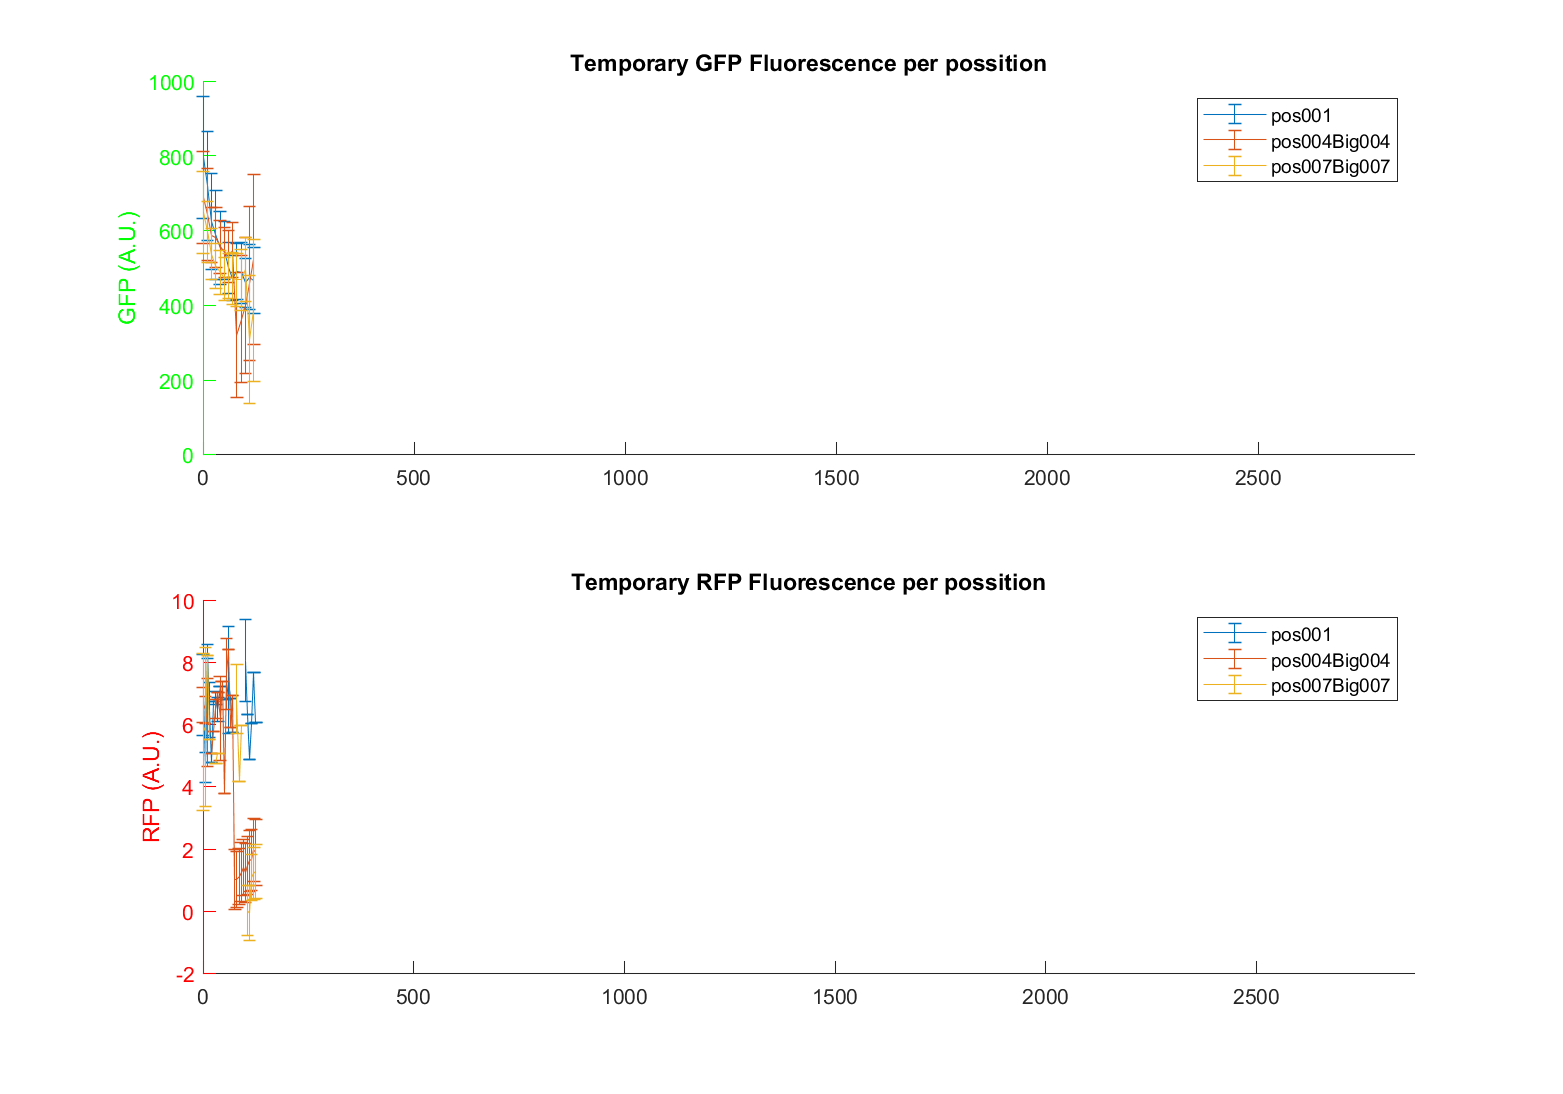 Temporary GFP Fluorescence per possition
1000
800
600
400
200
0
GFP (A.U.)
0 500 1000 1500 2000 2500
pos001
pos004Big004
pos007Big007
Temporary RFP Fluorescence per possition
10
8
6
4
2
0
-2
RFP (A.U.)
0 500 1000 1500 2000 2500
pos001
pos004Big004
pos007Big007